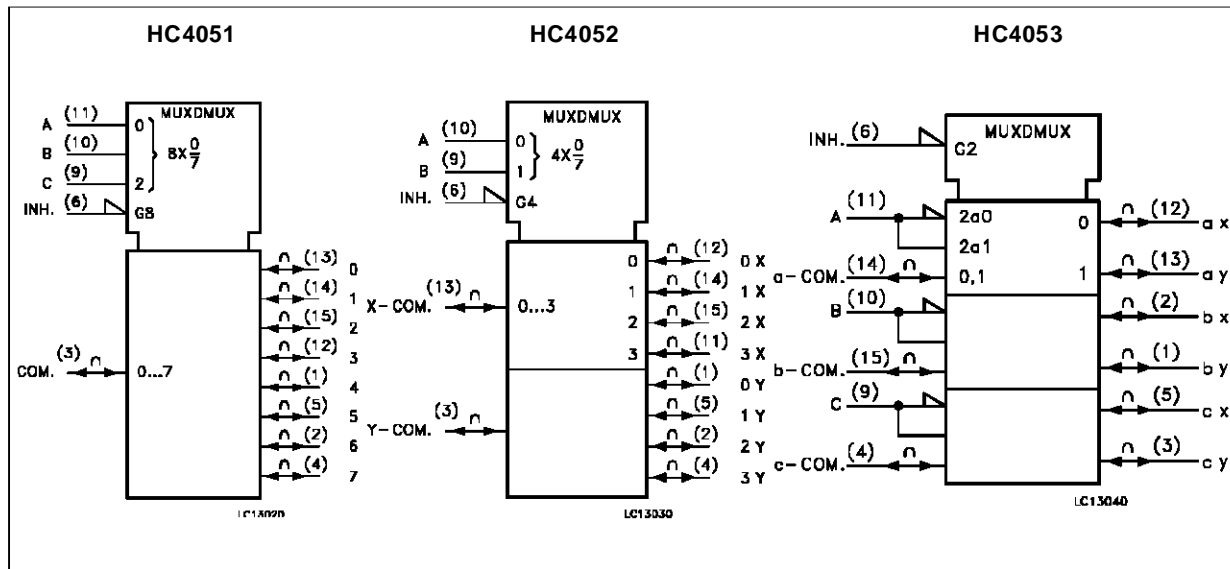 HC4051
HC4052
HC4053
MUXDMUX
A (11) 0
B (10) 8X 0/7
C (9) 2
INH. (6) G8
COM. (3) ∩ 0...7
∩ (13) 0
∩ (14) 1
∩ (15) 2
∩ (12) 3
∩ (1) 4
∩ (5) 5
∩ (2) 6
∩ (4) 7
LC13020
MUXDMUX
A (10) 0
4X 0/7
B (9) 1
INH. (6) G4
X-COM. (13) ∩ 0...3
Y-COM. (3) ∩
0 ∩ (12) 0 X
1 ∩ (14) 1 X
2 ∩ (15) 2 X
3 ∩ (11) 3 X
∩ (1) 0 Y
∩ (5) 1 Y
∩ (2) 2 Y
∩ (4) 3 Y
LC13030
MUXDMUX
INH. (6) G2
A (11) 2a0
2a1
a-COM. (14) ∩ 0,1
B (10)
b-COM. (15) ∩
C (9)
c-COM. (4) ∩
0 ∩ (12) a x
1 ∩ (13) a y
∩ (2) b x
∩ (1) b y
∩ (5) c x
∩ (3) c y
LC13040